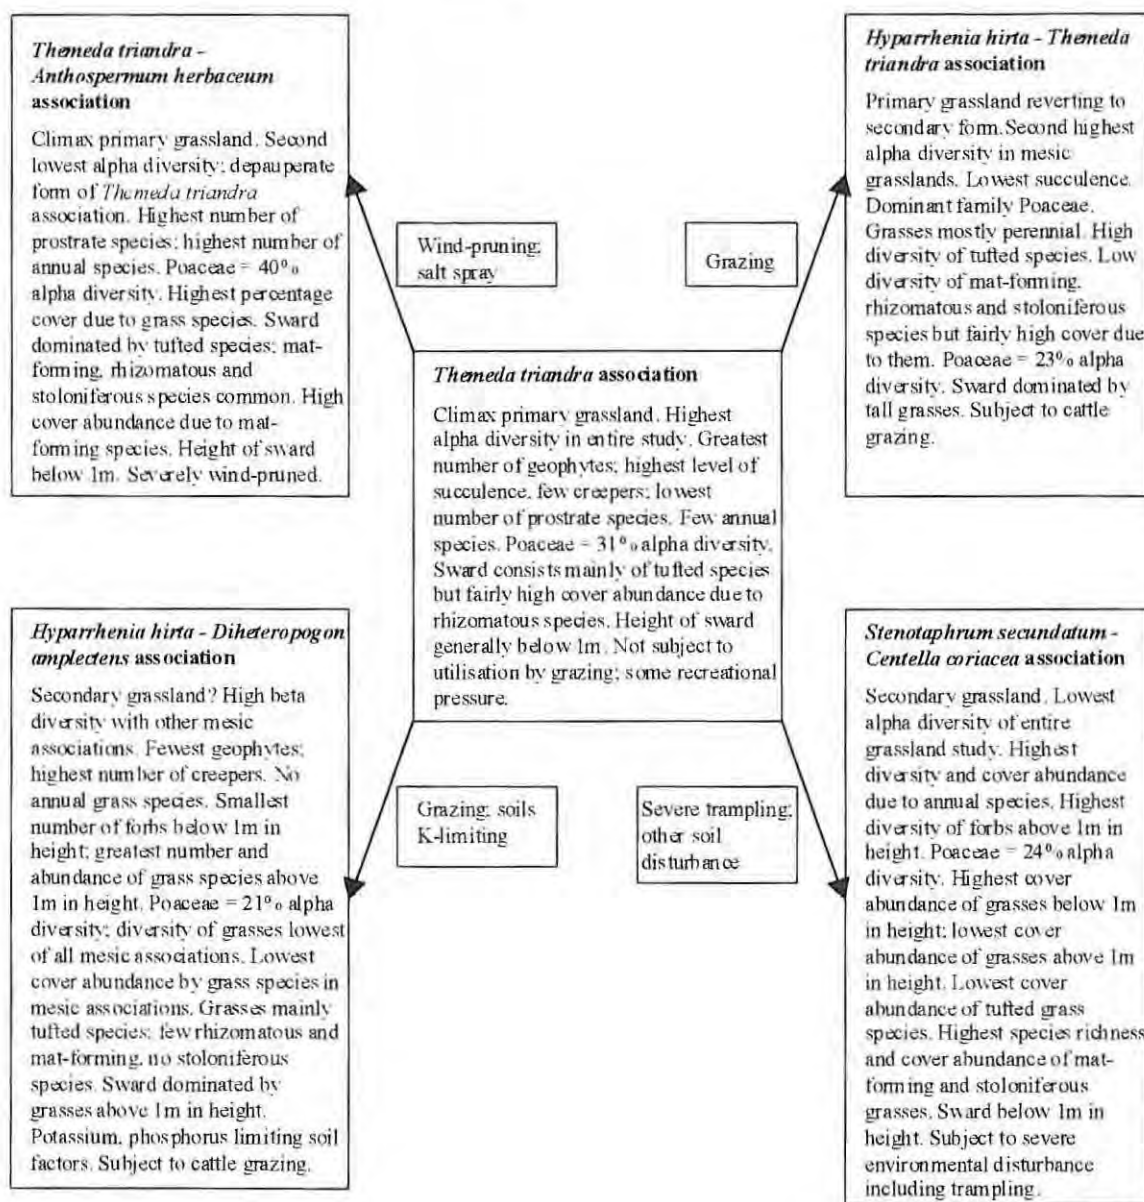 Themeda triandra -
Anthospermum herbaceum
association
Climax primary grassland. Second
lowest alpha diversity; depauperate
form of Themeda triandra
association. Highest number of
prostrate species; highest number of
annual species. Poaceae = 40%
alpha diversity. Highest percentage
cover due to grass species. Sward
dominated by tufted species; mat-
forming, rhizomatous and
stoloniferous species common. High
cover abundance due to mat-
forming species. Height of sward
below 1m. Severely wind-pruned.
Wind-pruning;
salt spray
Grazing
Hyparrhenia hirta - Themeda
triandra association
Primary grassland reverting to
secondary form.Second highest
alpha diversity in mesic
grasslands. Lowest succulence.
Dominant family Poaceae.
Grasses mostly perennial. High
diversity of tufted species. Low
diversity of mat-forming,
rhizomatous and stoloniferous
species but fairly high cover due
to them. Poaceae = 23% alpha
diversity. Sward dominated by
tall grasses. Subject to cattle
grazing.
Themeda triandra association
Climax primary grassland. Highest
alpha diversity in entire study. Greatest
number of geophytes; highest level of
succulence, few creepers; lowest
number of prostrate species. Few annual
species. Poaceae = 31% alpha diversity.
Sward consists mainly of tufted species
but fairly high cover abundance due to
rhizomatous species. Height of sward
generally below 1m. Not subject to
utilisation by grazing; some recreational
pressure.
Hyparrhenia hirta - Diheteropogon
amplectens association
Secondary grassland? High beta
diversity with other mesic
associations. Fewest geophytes;
highest number of creepers. No
annual grass species. Smallest
number of forbs below 1m in
height; greatest number and
abundance of grass species above
1m in height. Poaceae = 21% alpha
diversity; diversity of grasses lowest
of all mesic associations. Lowest
cover abundance by grass species in
mesic associations. Grasses mainly
tufted species; few rhizomatous and
mat-forming, no stoloniferous
species. Sward dominated by
grasses above 1m in height.
Potassium, phosphorus limiting soil
factors. Subject to cattle grazing.
Grazing; soils
K-limiting
Severe trampling;
other soil
disturbance
Stenotaphrum secundatum -
Centella coriacea association
Secondary grassland. Lowest
alpha diversity of entire
grassland study. Highest
diversity and cover abundance
due to annual species. Highest
diversity of forbs above 1m in
height. Poaceae = 24% alpha
diversity. Highest cover
abundance of grasses below 1m
in height; lowest cover
abundance of grasses above 1m
in height. Lowest cover
abundance of tufted grass
species. Highest species richness
and cover abundance of mat-
forming and stoloniferous
grasses. Sward below 1m in
height. Subject to severe
environmental disturbance
including trampling.